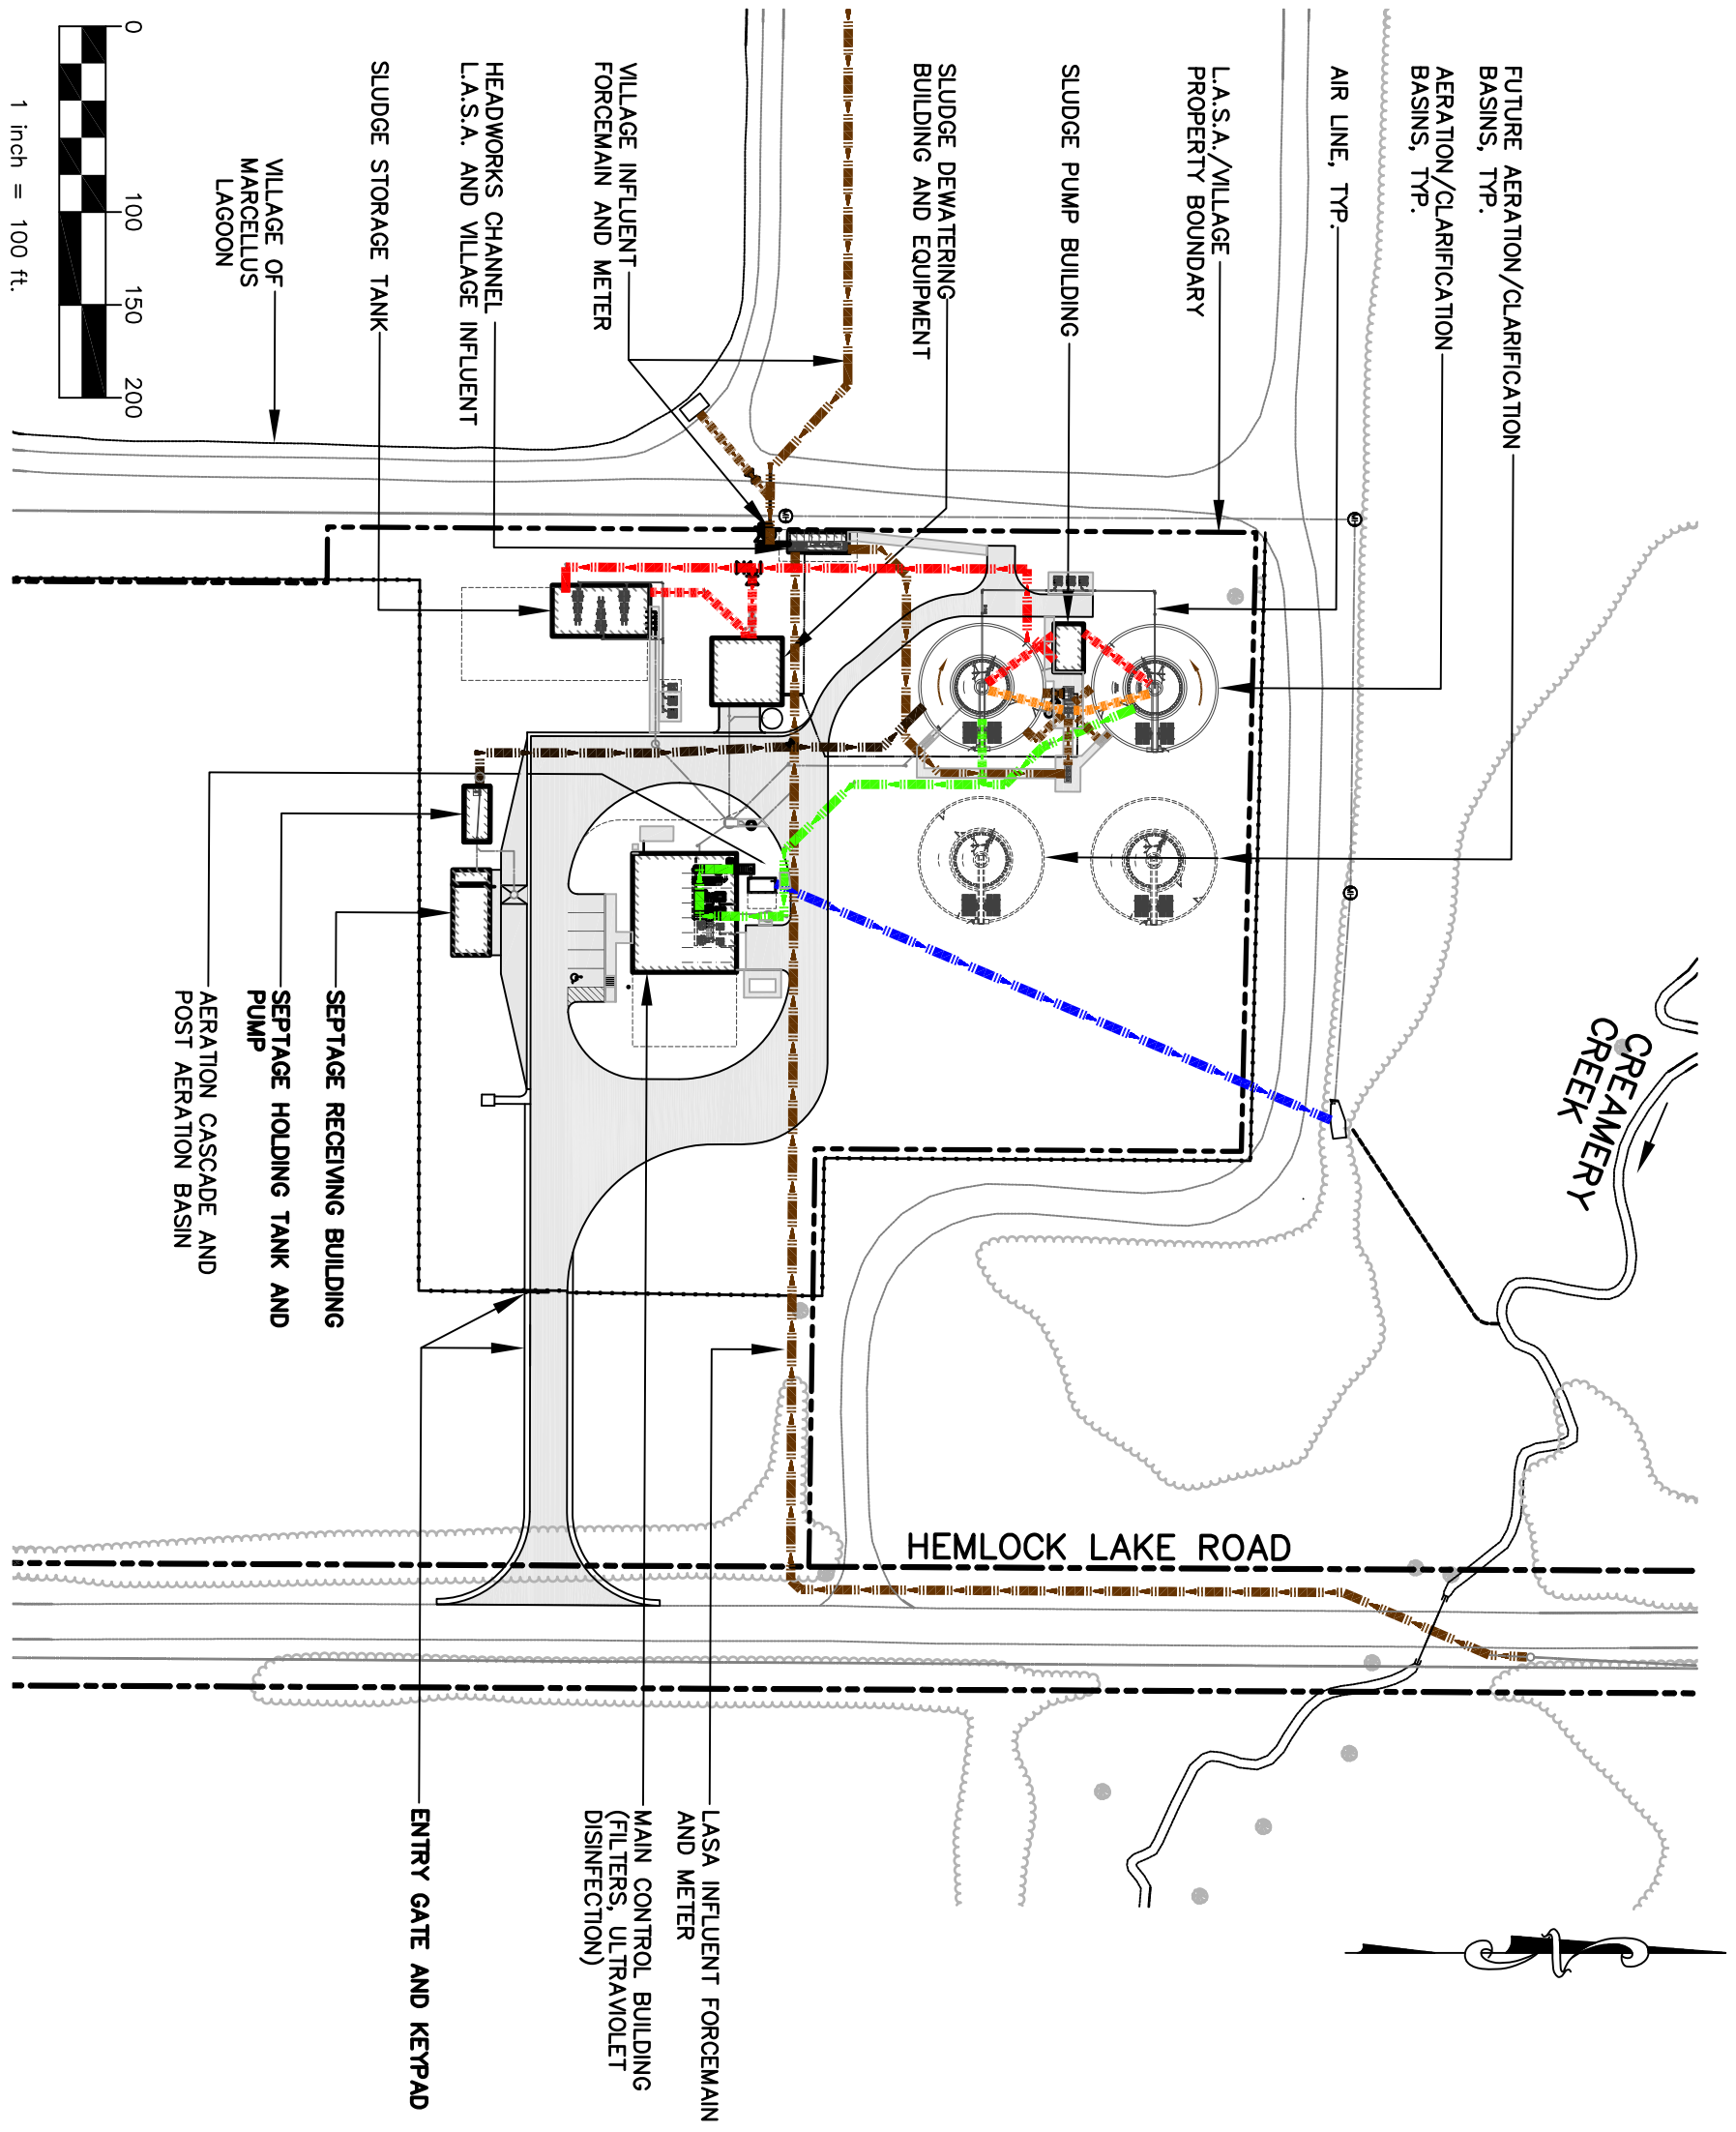 FUTURE AERATION/CLARIFICATION
BASINS, TYP.
AERATION/CLARIFICATION
BASINS, TYP.
AIR LINE, TYP.
L.A.S.A./VILLAGE
PROPERTY BOUNDARY
SLUDGE PUMP BUILDING
SLUDGE DEWATERING
BUILDING AND EQUIPMENT
VILLAGE INFLUENT
FORCEMAIN AND METER
HEADWORKS CHANNEL
L.A.S.A. AND VILLAGE INFLUENT
SLUDGE STORAGE TANK
VILLAGE OF
MARCELLUS
LAGOON
0
100
150
200
1 inch = 100 ft.
CREAMERY
CREEK
SEPTAGE RECEIVING BUILDING
SEPTAGE HOLDING TANK AND
PUMP
AERATION CASCADE AND
POST AERATION BASIN
HEMLOCK LAKE ROAD
LASA INFLUENT FORCEMAIN
AND METER
MAIN CONTROL BUILDING
(FILTERS, ULTRAVIOLET
DISINFECTION)
ENTRY GATE AND KEYPAD